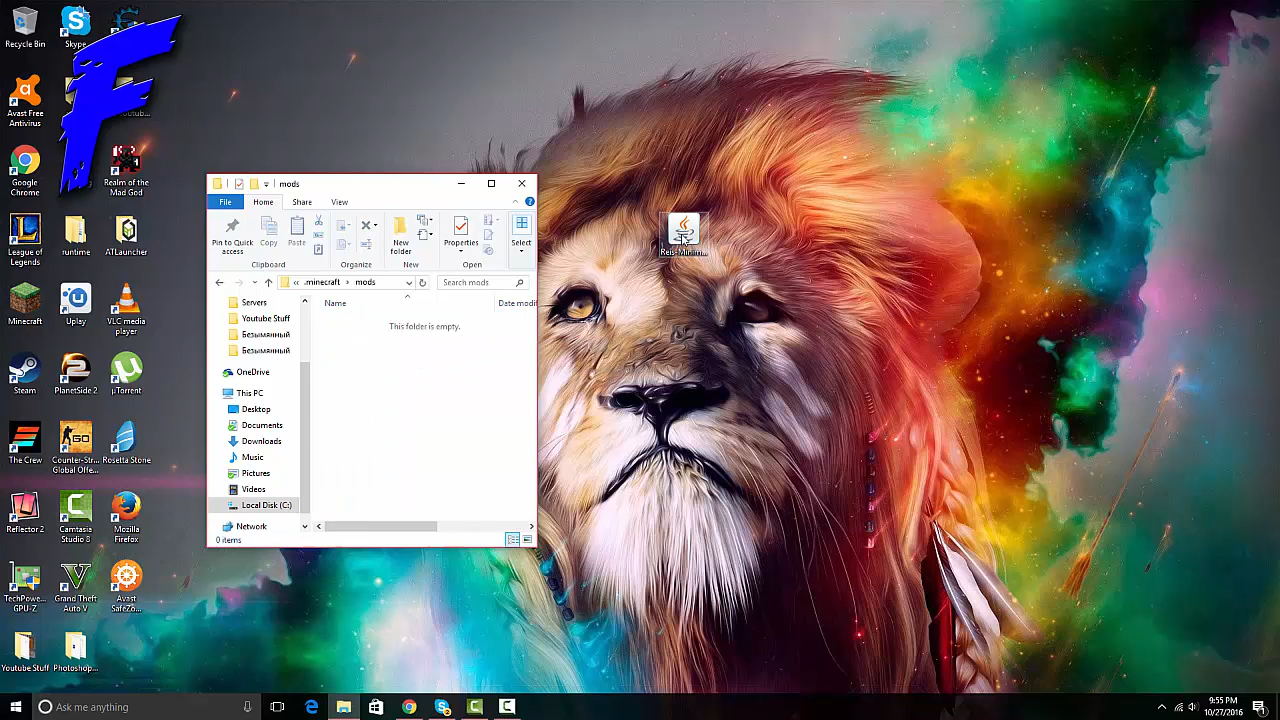 Recycle Bin
Skype
Avast Free
Antivirus
Google
Chrome
Realm of the
Mad God
League of
Legends
runtime
ATLauncher
Minecraft
Uplay
VLC media
player
Steam
PlanetSide 2
µTorrent
The Crew
Counter-Str...
Global Offe...
Rosetta Stone
Reflector 2
Camtasia
Studio 8
Mozilla
Firefox
TechPowe...
GPU-Z
Grand Theft
Auto V
Avast
SafeZo...
Youtube Stuff
Photoshop...
F
mods
File
Home
Share
View
Pin to Quick
access
Copy
Paste
New
folder
Properties
Select
Clipboard
Organize
New
Open
« .minecraft › mods
Search mods
Name
Date modif
This folder is empty.
Servers
Youtube Stuff
Безымянный
Безымянный
OneDrive
This PC
Desktop
Documents
Downloads
Music
Pictures
Videos
Local Disk (C:)
Network
0 items
Reis-Minim...
Ask me anything
9:55 PM
10/27/2016